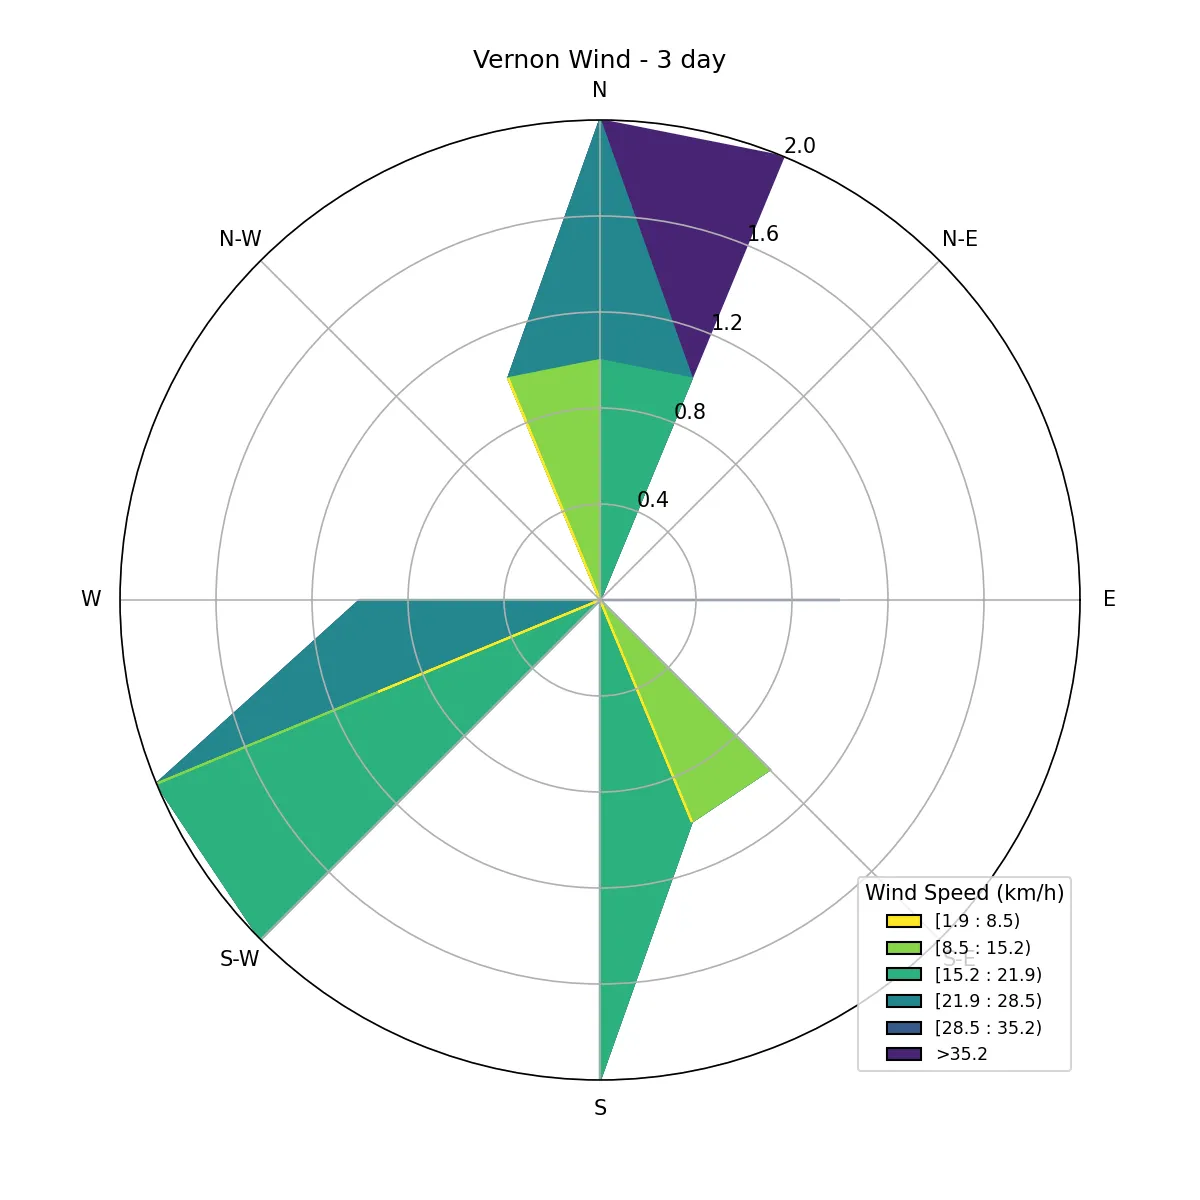 Vernon Wind - 3 day
N
2.0
N-W
1.6
N-E
1.2
0.8
0.4
W
E
S-W
S-E
Wind Speed (km/h)
[1.9 : 8.5)
[8.5 : 15.2)
[15.2 : 21.9)
[21.9 : 28.5)
[28.5 : 35.2)
>35.2
S